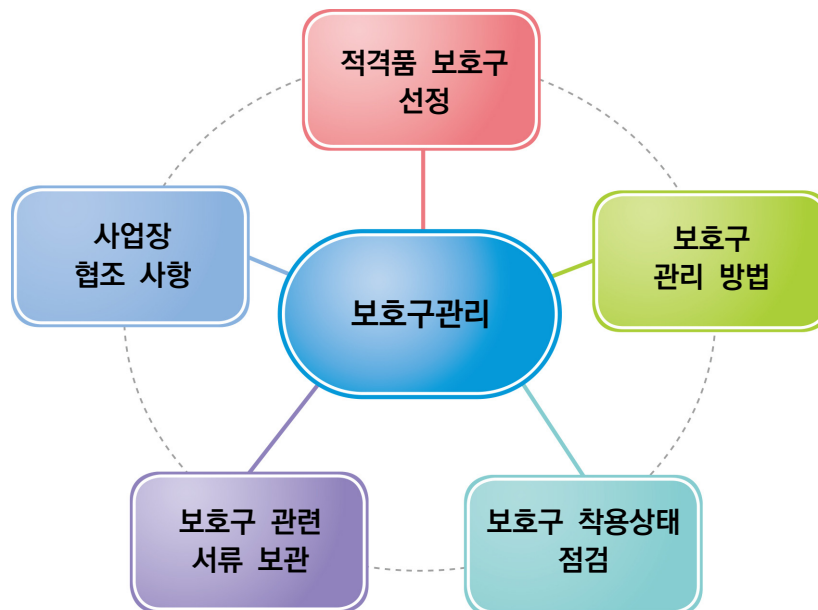 적격품 보호구
선정
사업장
협조 사항
보호구
관리 방법
보호구관리
보호구 관련
서류 보관
보호구 착용상태
점검